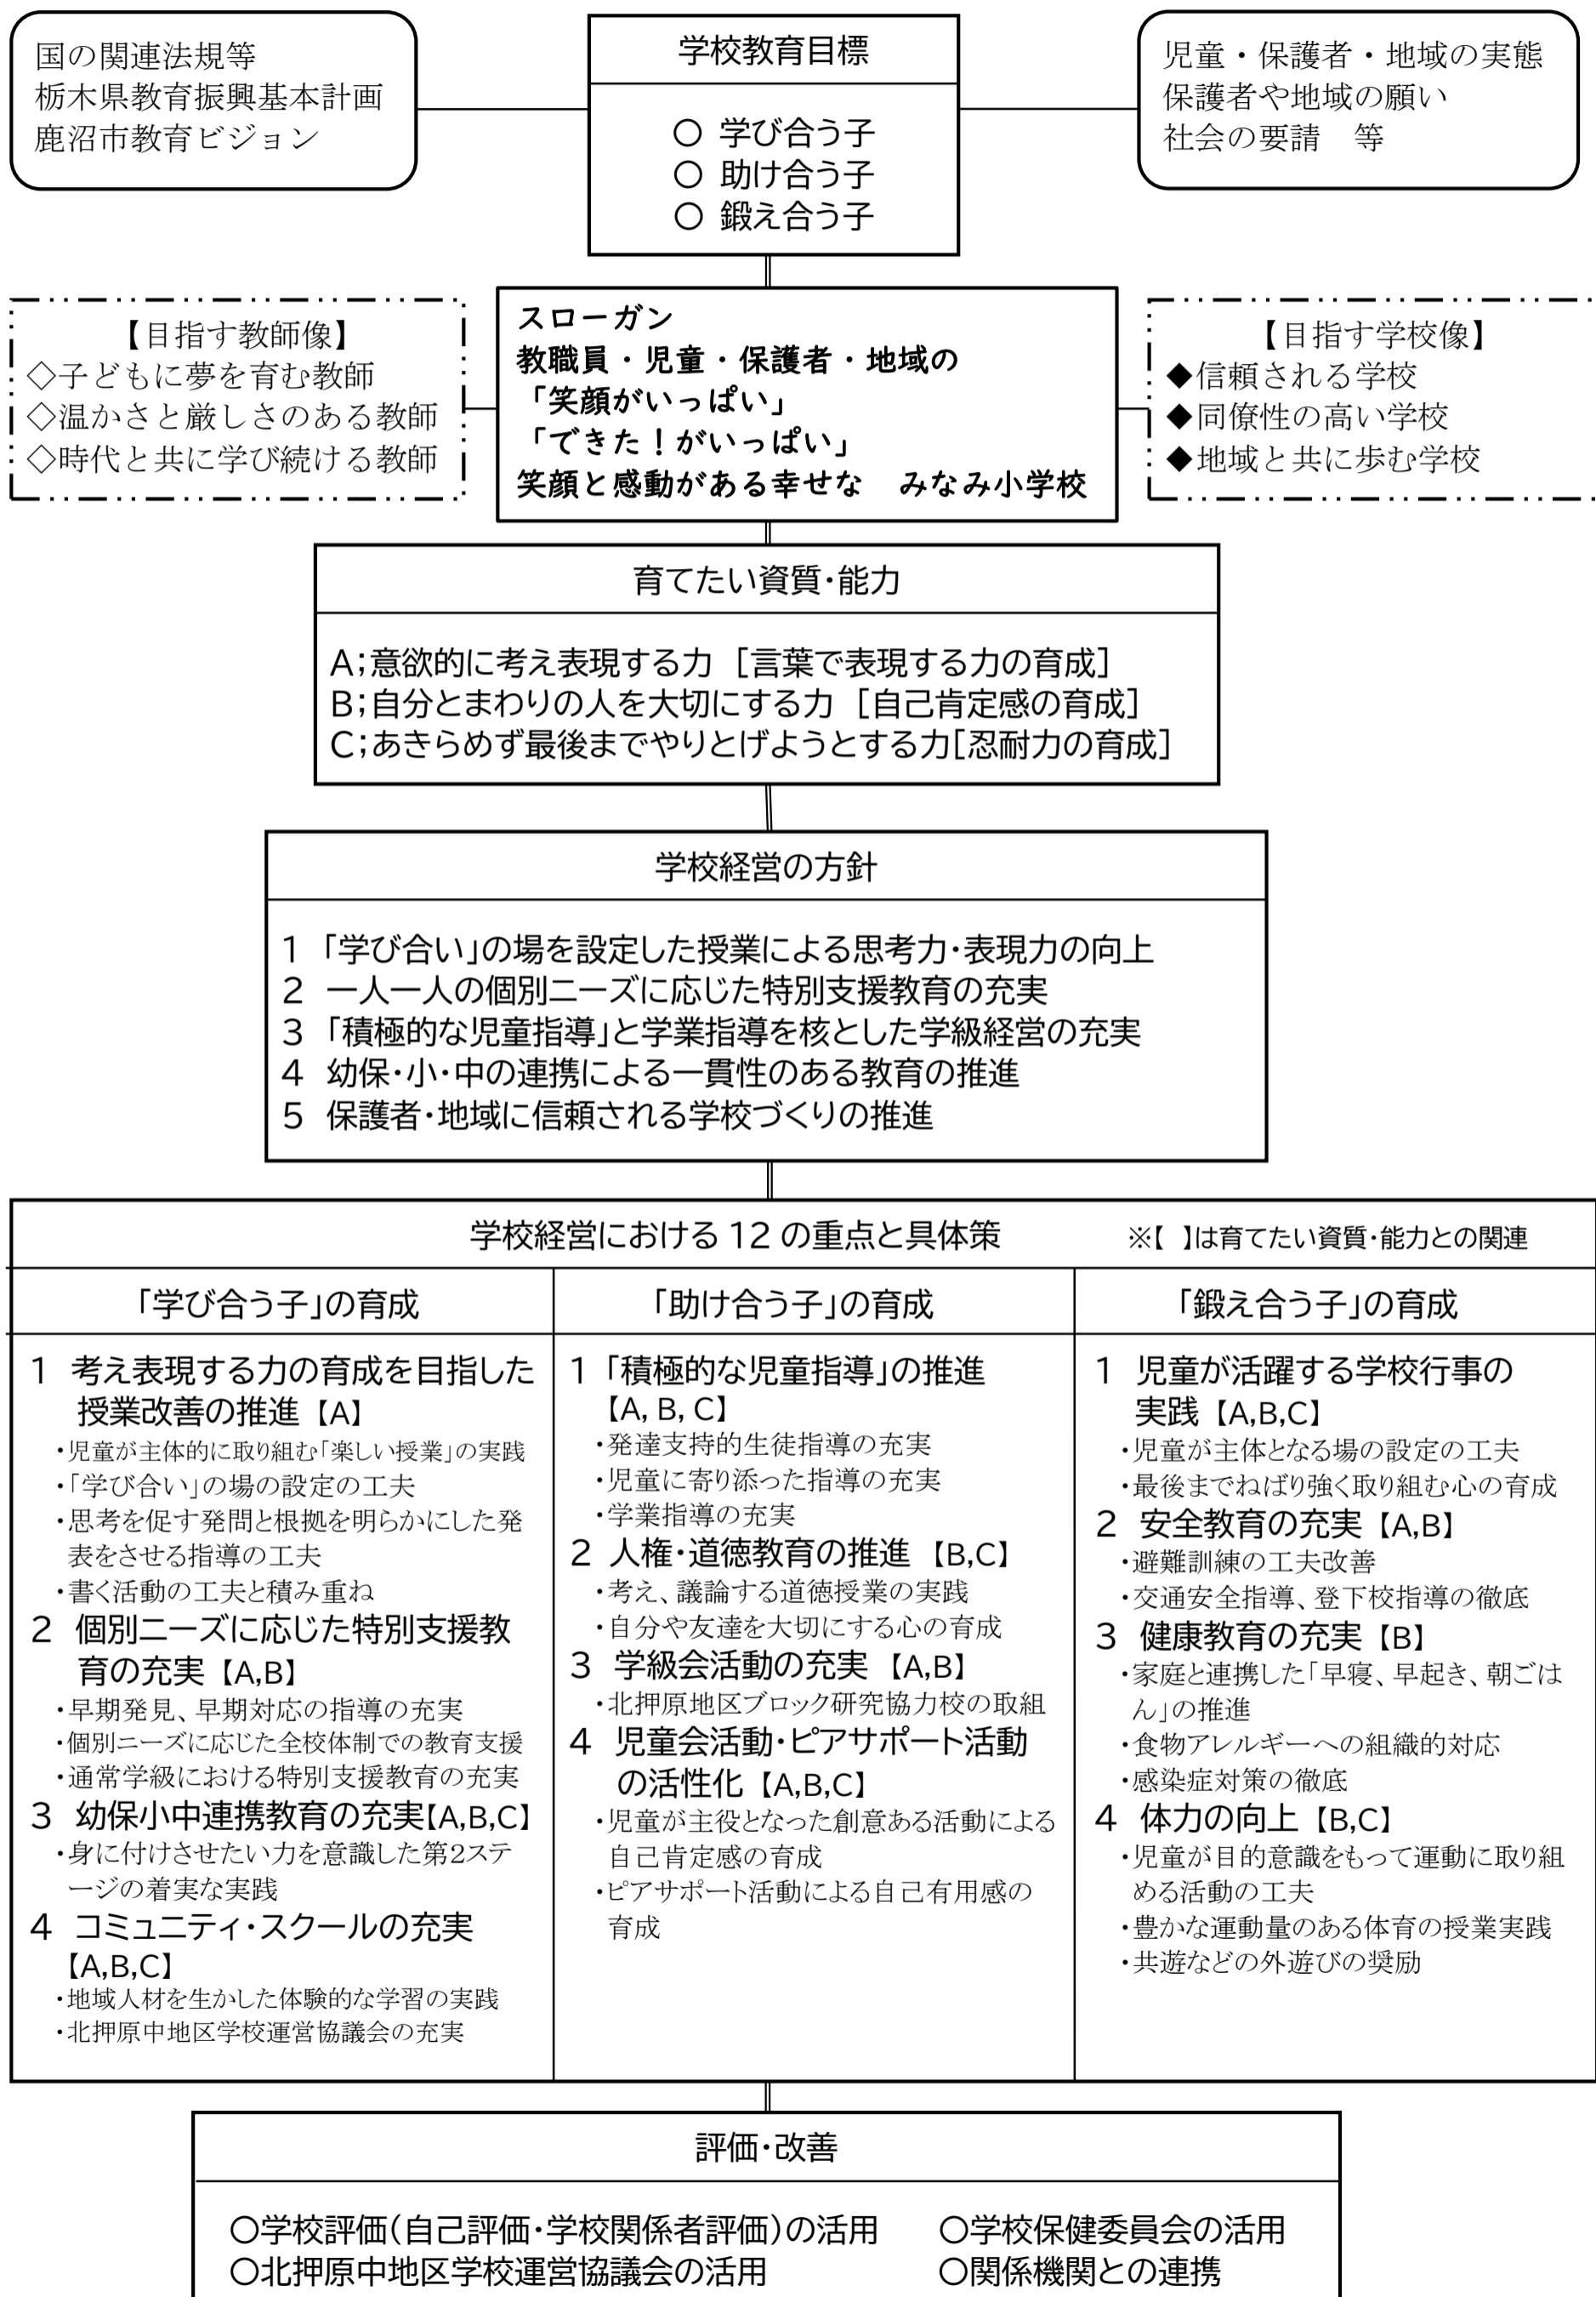 国の関連法規等
栃木県教育振興基本計画
鹿沼市教育ビジョン
学校教育目標
○ 学び合う子
○ 助け合う子
○ 鍛え合う子
児童・保護者・地域の実態
保護者や地域の願い
社会の要請　等
【目指す教師像】
◇子どもに夢を育む教師
◇温かさと厳しさのある教師
◇時代と共に学び続ける教師
スローガン
教職員・児童・保護者・地域の
「笑顔がいっぱい」
「できた！がいっぱい」
笑顔と感動がある幸せな　みなみ小学校
【目指す学校像】
◆信頼される学校
◆同僚性の高い学校
◆地域と共に歩む学校
育てたい資質・能力
A；意欲的に考え表現する力 ［言葉で表現する力の育成］
B；自分とまわりの人を大切にする力 ［自己肯定感の育成］
C；あきらめず最後までやりとげようとする力［忍耐力の育成］
学校経営の方針
1 「学び合い」の場を設定した授業による思考力・表現力の向上
2 一人一人の個別ニーズに応じた特別支援教育の充実
3 「積極的な児童指導」と学業指導を核とした学級経営の充実
4 幼保・小・中の連携による一貫性のある教育の推進
5 保護者・地域に信頼される学校づくりの推進
学校経営における 12 の重点と具体策
※【 】は育てたい資質・能力との関連
「学び合う子」の育成
1 考え表現する力の育成を目指した
授業改善の推進【A】
・児童が主体的に取り組む「楽しい授業」の実践
・「学び合い」の場の設定の工夫
・思考を促す発問と根拠を明らかにした発
表をさせる指導の工夫
・書く活動の工夫と積み重ね
2 個別ニーズに応じた特別支援教
育の充実【A,B】
・早期発見、早期対応の指導の充実
・個別ニーズに応じた全校体制での教育支援
・通常学級における特別支援教育の充実
3 幼保小中連携教育の充実【A,B,C】
・身に付けさせたい力を意識した第2ステ
ージの着実な実践
4 コミュニティ・スクールの充実
【A,B,C】
・地域人材を生かした体験的な学習の実践
・北押原中地区学校運営協議会の充実
「助け合う子」の育成
1 「積極的な児童指導」の推進
【A, B, C】
・発達支持的生徒指導の充実
・児童に寄り添った指導の充実
・学業指導の充実
2 人権・道徳教育の推進 【B,C】
・考え、議論する道徳授業の実践
・自分や友達を大切にする心の育成
3 学級会活動の充実 【A,B】
・北押原地区ブロック研究協力校の取組
4 児童会活動・ピアサポート活動
の活性化【A,B,C】
・児童が主役となった創意ある活動による
自己肯定感の育成
・ピアサポート活動による自己有用感の
育成
「鍛え合う子」の育成
1 児童が活躍する学校行事の
実践【A,B,C】
・児童が主体となる場の設定の工夫
・最後までねばり強く取り組む心の育成
2 安全教育の充実【A,B】
・避難訓練の工夫改善
・交通安全指導、登下校指導の徹底
3 健康教育の充実【B】
・家庭と連携した「早寝、早起き、朝ごは
ん」の推進
・食物アレルギーへの組織的対応
・感染症対策の徹底
4 体力の向上【B,C】
・児童が目的意識をもって運動に取り組
める活動の工夫
・豊かな運動量のある体育の授業実践
・共遊などの外遊びの奨励
評価・改善
○学校評価（自己評価・学校関係者評価）の活用
○学校保健委員会の活用
○北押原中地区学校運営協議会の活用
○関係機関との連携